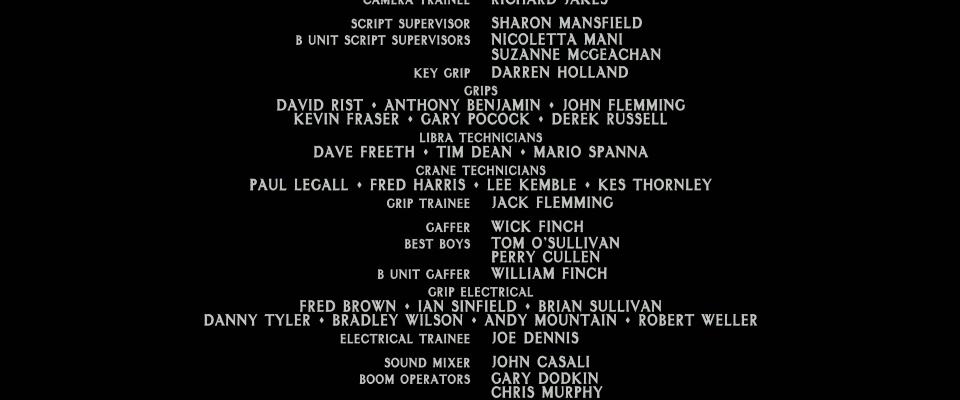 CAMERA TRAINEE RICHARD JAKES
SCRIPT SUPERVISOR SHARON MANSFIELD
B UNIT SCRIPT SUPERVISORS NICOLETTA MANI
SUZANNE McGEACHAN
KEY GRIP DARREN HOLLAND
GRIPS
DAVID RIST • ANTHONY BENJAMIN • JOHN FLEMMING
KEVIN FRASER • GARY POCOCK • DEREK RUSSELL
LIBRA TECHNICIANS
DAVE FREETH • TIM DEAN • MARIO SPANNA
CRANE TECHNICIANS
PAUL LEGALL • FRED HARRIS • LEE KEMBLE • KES THORNLEY
GRIP TRAINEE JACK FLEMMING
GAFFER WICK FINCH
BEST BOYS TOM O'SULLIVAN
PERRY CULLEN
B UNIT GAFFER WILLIAM FINCH
GRIP ELECTRICAL
FRED BROWN • IAN SINFIELD • BRIAN SULLIVAN
DANNY TYLER • BRADLEY WILSON • ANDY MOUNTAIN • ROBERT WELLER
ELECTRICAL TRAINEE JOE DENNIS
SOUND MIXER JOHN CASALI
BOOM OPERATORS GARY DODKIN
CHRIS MURPHY